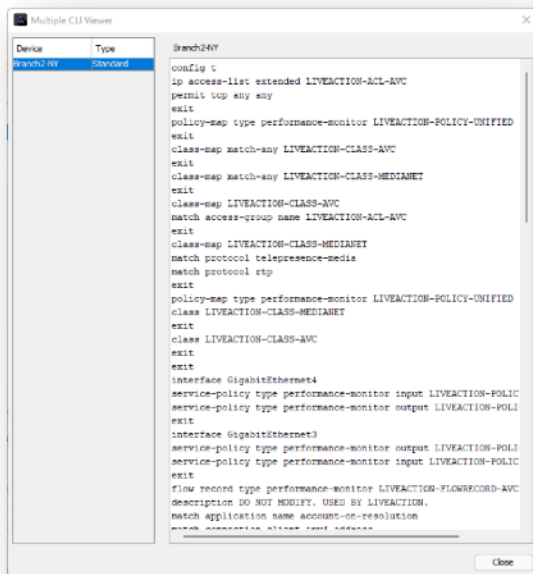 Multiple CLI Viewer
Device Type
Branch2-NY Standard
Branch2-NY
config t
ip access-list extended LIVEACTION-ACL-AVC
permit tcp any any
exit
policy-map type performance-monitor LIVEACTION-POLICY-UNIFIED
exit
class-map match-any LIVEACTION-CLASS-AVC
exit
class-map match-any LIVEACTION-CLASS-MEDIANET
exit
class-map LIVEACTION-CLASS-AVC
match access-group name LIVEACTION-ACL-AVC
exit
class-map LIVEACTION-CLASS-MEDIANET
match protocol telepresence-media
match protocol rtp
exit
policy-map type performance-monitor LIVEACTION-POLICY-UNIFIED
class LIVEACTION-CLASS-MEDIANET
exit
class LIVEACTION-CLASS-AVC
exit
exit
interface GigabitEthernet4
service-policy type performance-monitor input LIVEACTION-POLIC
service-policy type performance-monitor output LIVEACTION-POLI
exit
interface GigabitEthernet3
service-policy type performance-monitor output LIVEACTION-POLI
service-policy type performance-monitor input LIVEACTION-POLIC
exit
flow record type performance-monitor LIVEACTION-FLOWRECORD-AVC
description DO NOT MODIFY. USED BY LIVEACTION.
match application name account-on-resolution
match connection client ipv4 address
Close